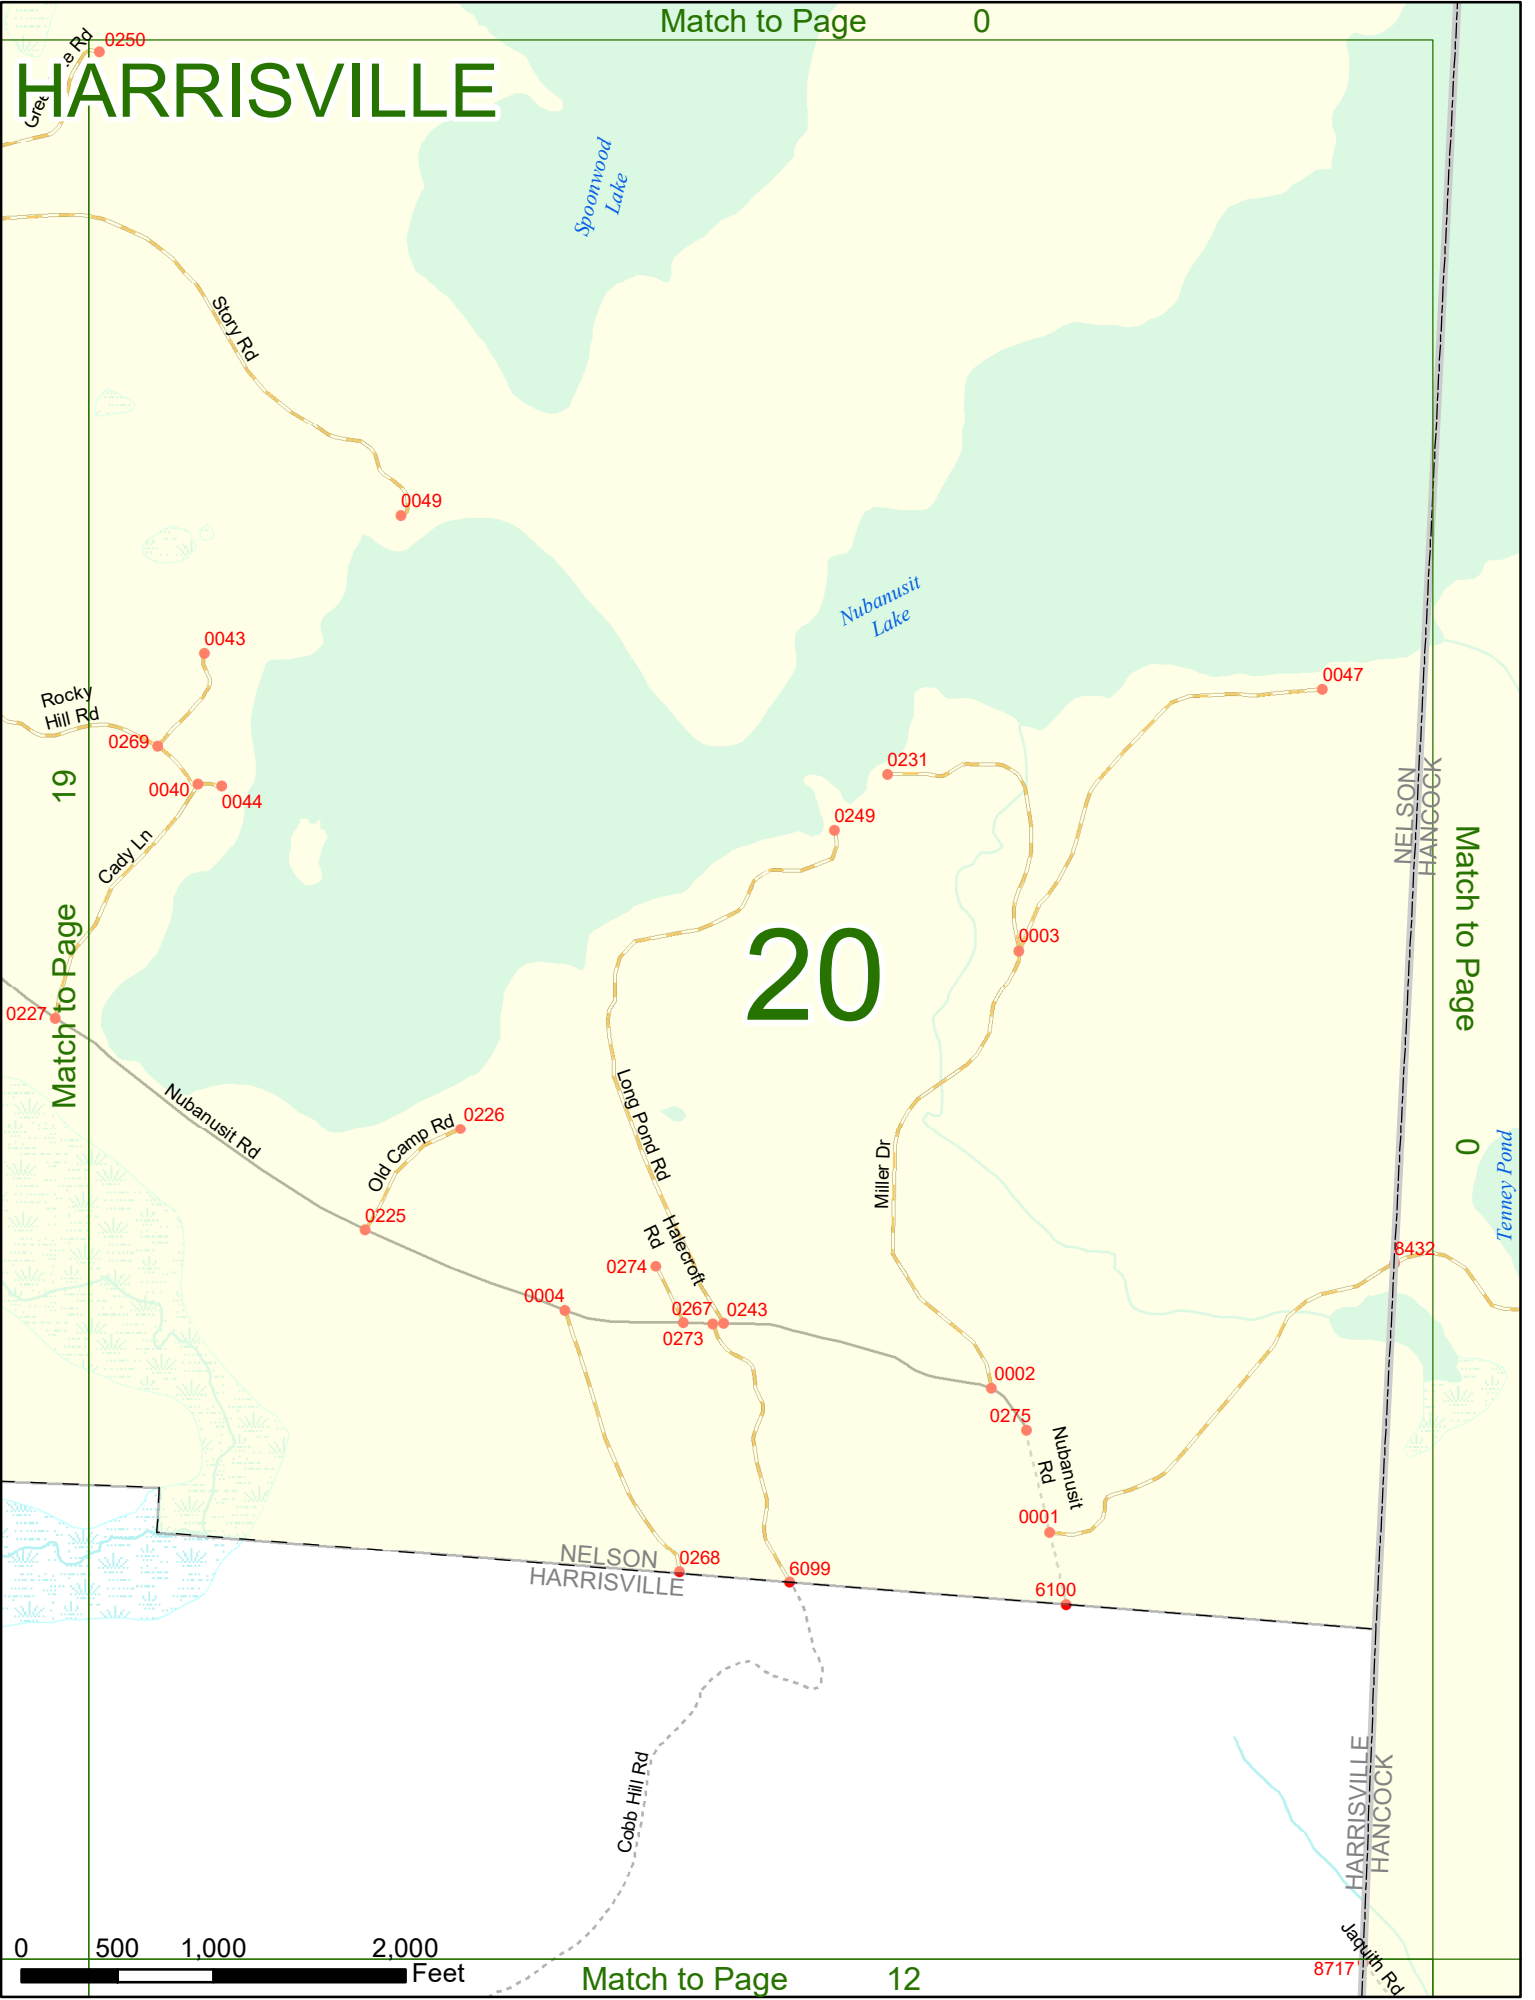 Match to Page 0
0250
HARRISVILLE
Spoonwood
Lake
Story Rd
0049
Nubanusit
Lake
0043
0047
Rocky
Hill Rd
0269
0231
NELSON
HANCOCK
19
0040
0044
0249
Cady Ln
Match to Page
0003
20
Match to Page
0227
Nubanusit Rd
Long Pond Rd
0226
Old Camp Rd
Miller Dr
0
Tenney Pond
0225
Halecroft
Rd
8432
0274
0004
0267
0243
0273
0002
0275
Nubanusit
Rd
0001
NELSON
HARRISVILLE
0268
6099
6100
Cobb Hill Rd
HARRISVILLE
HANCOCK
Jaquith Rd
8717
0 500 1,000 2,000
Feet
Match to Page 12